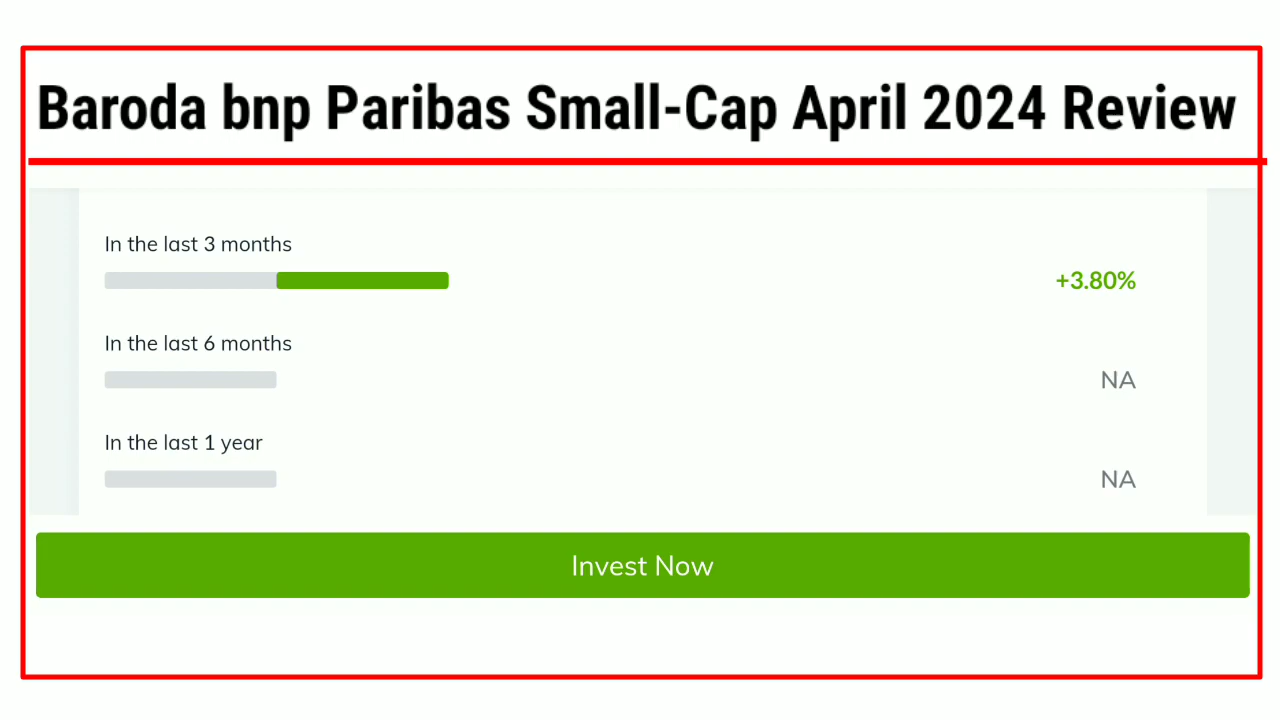 Baroda bnp Paribas Small-Cap April 2024 Review
In the last 3 months
+3.80%
In the last 6 months
NA
In the last 1 year
NA
Invest Now